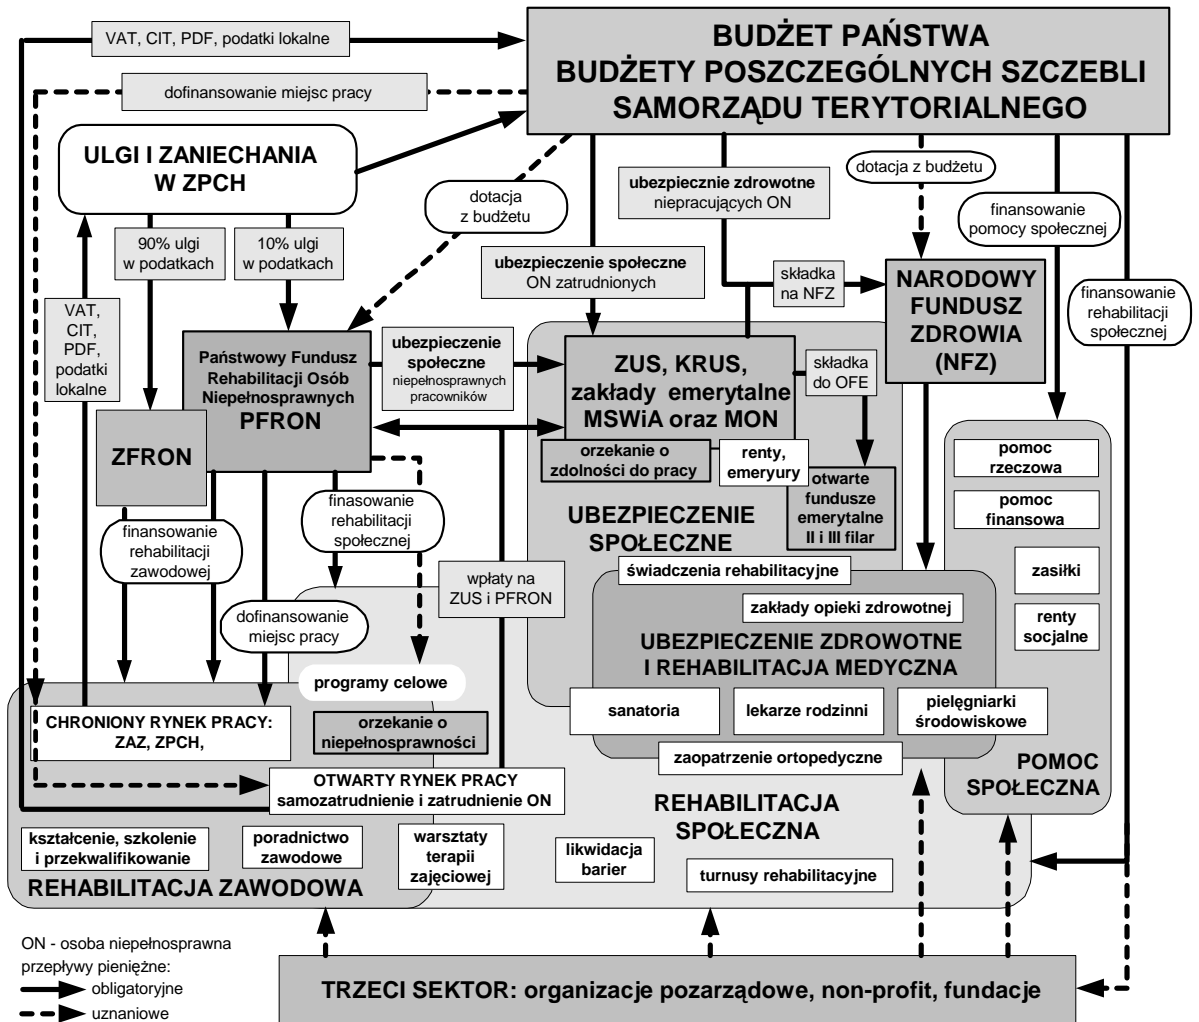 VAT, CIT, PDF, podatki lokalne
BUDŻET PAŃSTWA
BUDŻETY POSZCZEGÓLNYCH SZCZEBLI
SAMORZĄDU TERYTORIALNEGO
dofinansowanie miejsc pracy
ULGI I ZANIECHANIA
W ZPCH
dotacja
z budżetu
ubezpiecznie zdrowotne
niepracujących ON
dotacja z budżetu
finansowanie
pomocy społecznej
90% ulgi
w podatkach
10% ulgi
w podatkach
ubezpieczenie społeczne
ON zatrudnionych
składka
na NFZ
NARODOWY
FUNDUSZ
ZDROWIA
(NFZ)
finansowanie
rehabilitacji
społecznej
VAT,
CIT,
PDF,
podatki
lokalne
Państwowy Fundusz
Rehabilitacji Osób
Niepełnosprawnych
PFRON
ubezpieczenie
społeczne
niepełnosprawnych
pracowników
ZUS, KRUS,
zakłady emerytalne
MSWiA oraz MON
składka
do OFE
ZFRON
orzekanie o
zdolności do pracy
renty,
emeryury
otwarte
fundusze
emerytalne
II i III filar
pomoc
rzeczowa
pomoc
finansowa
zasiłki
renty
socjalne
finansowanie
rehabilitacji
zawodowej
finasowanie
rehabilitacji
społecznej
UBEZPIECZENIE
SPOŁECZNE
wpłaty na
ZUS i PFRON
świadczenia rehabilitacyjne
zakłady opieki zdrowotnej
dofinansowanie
miejsc pracy
UBEZPIECZENIE ZDROWOTNE
I REHABILITACJA MEDYCZNA
programy celowe
sanatoria
lekarze rodzinni
pielęgniarki
środowiskowe
CHRONIONY RYNEK PRACY:
ZAZ, ZPCH,
orzekanie o
niepełnosprawności
zaopatrzenie ortopedyczne
POMOC
SPOŁECZNA
OTWARTY RYNEK PRACY
samozatrudnienie i zatrudnienie ON
REHABILITACJA
SPOŁECZNA
kształcenie, szkolenie
i przekwalifikowanie
poradnictwo
zawodowe
warsztaty
terapii
zajęciowej
likwidacja
barier
turnusy rehabilitacyjne
REHABILITACJA ZAWODOWA
ON - osoba niepełnosprawna
przepływy pieniężne:
obligatoryjne
uznaniowe
TRZECI SEKTOR: organizacje pozarządowe, non-profit, fundacje